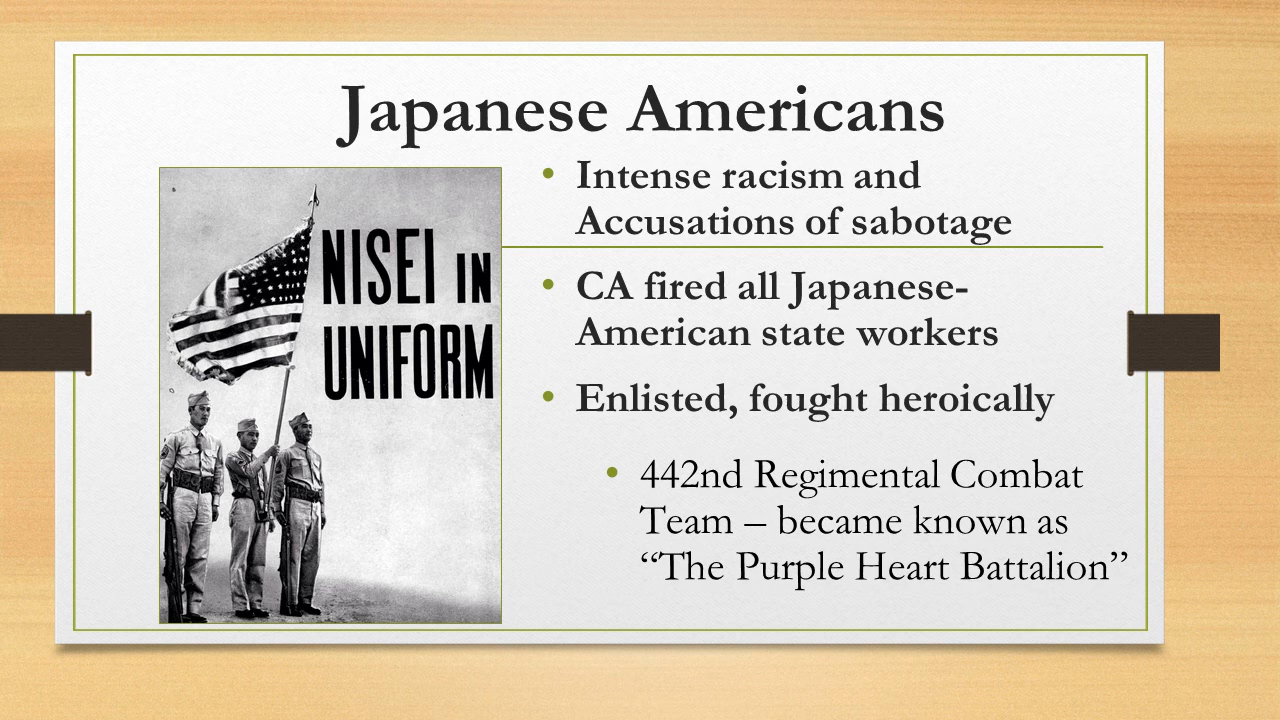 Japanese Americans
NISEI IN
UNIFORM
• Intense racism and
Accusations of sabotage
• CA fired all Japanese-
American state workers
• Enlisted, fought heroically
• 442nd Regimental Combat
Team – became known as
“The Purple Heart Battalion”